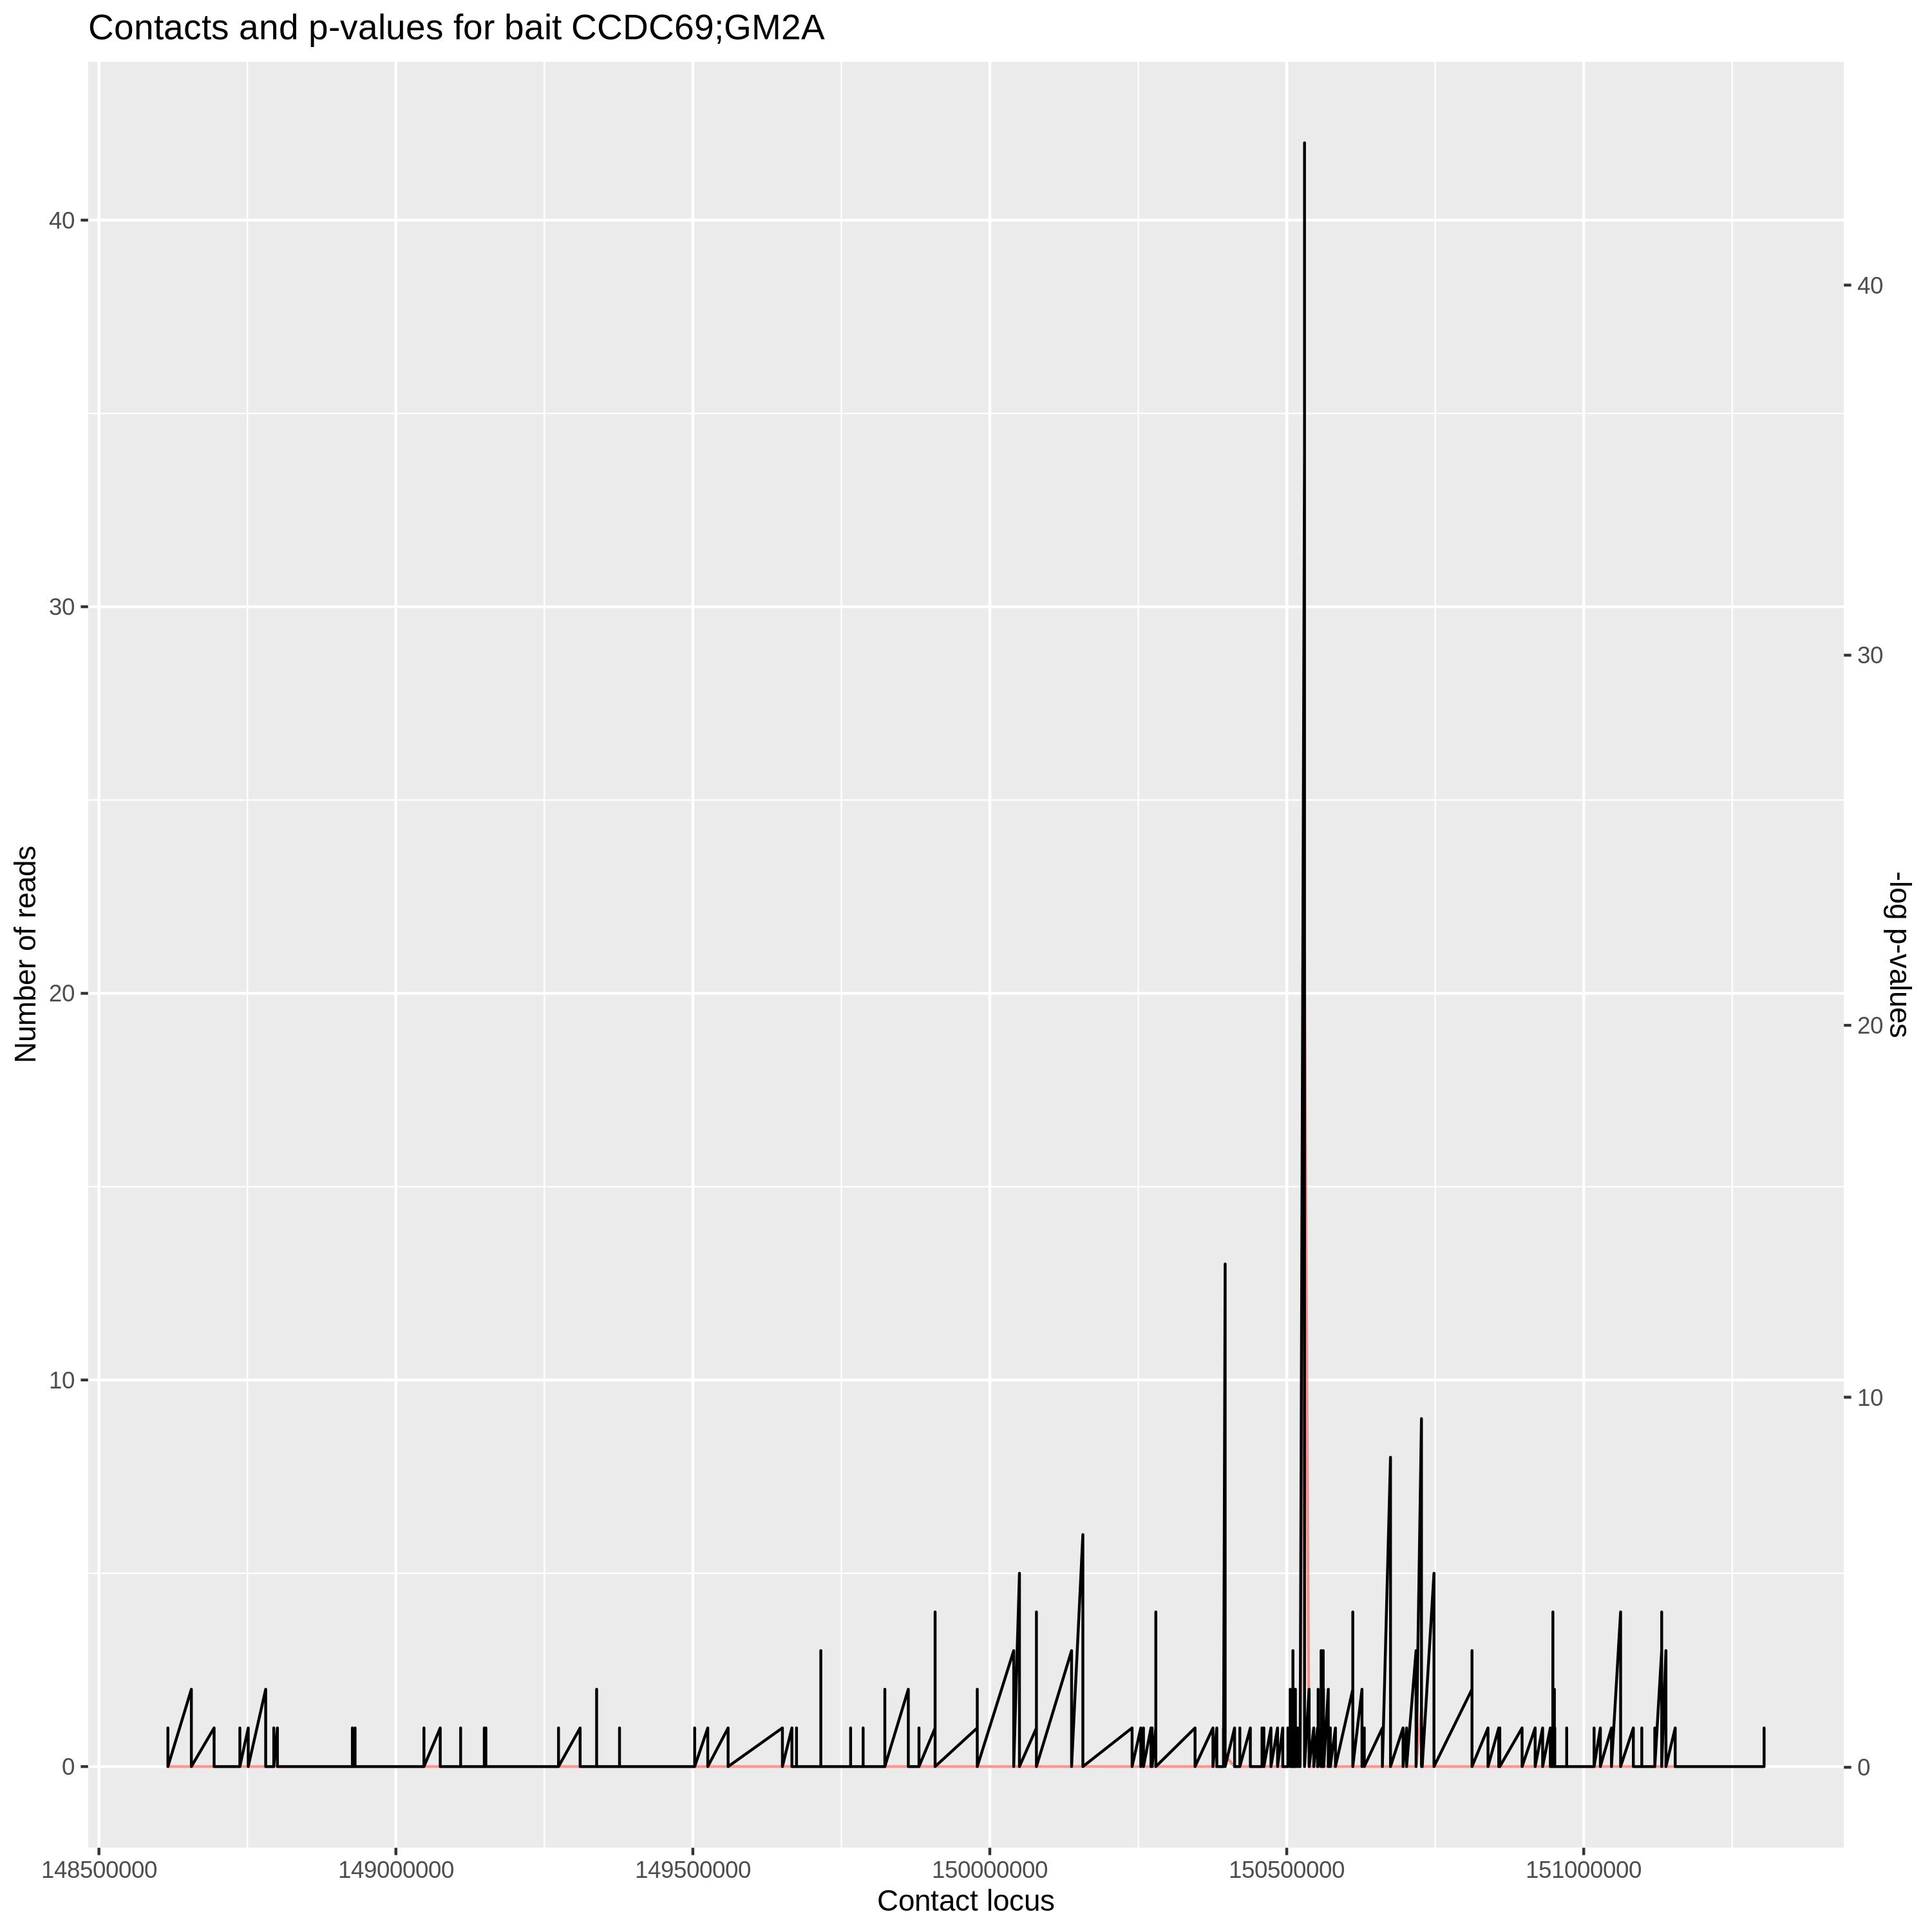 Contacts and p-values for bait CCDC69;GM2A
Number of reads
40
30
20
10
0
40
30
20
10
0
-log p-values
148500000 149000000 149500000 150000000 150500000 151000000
Contact locus